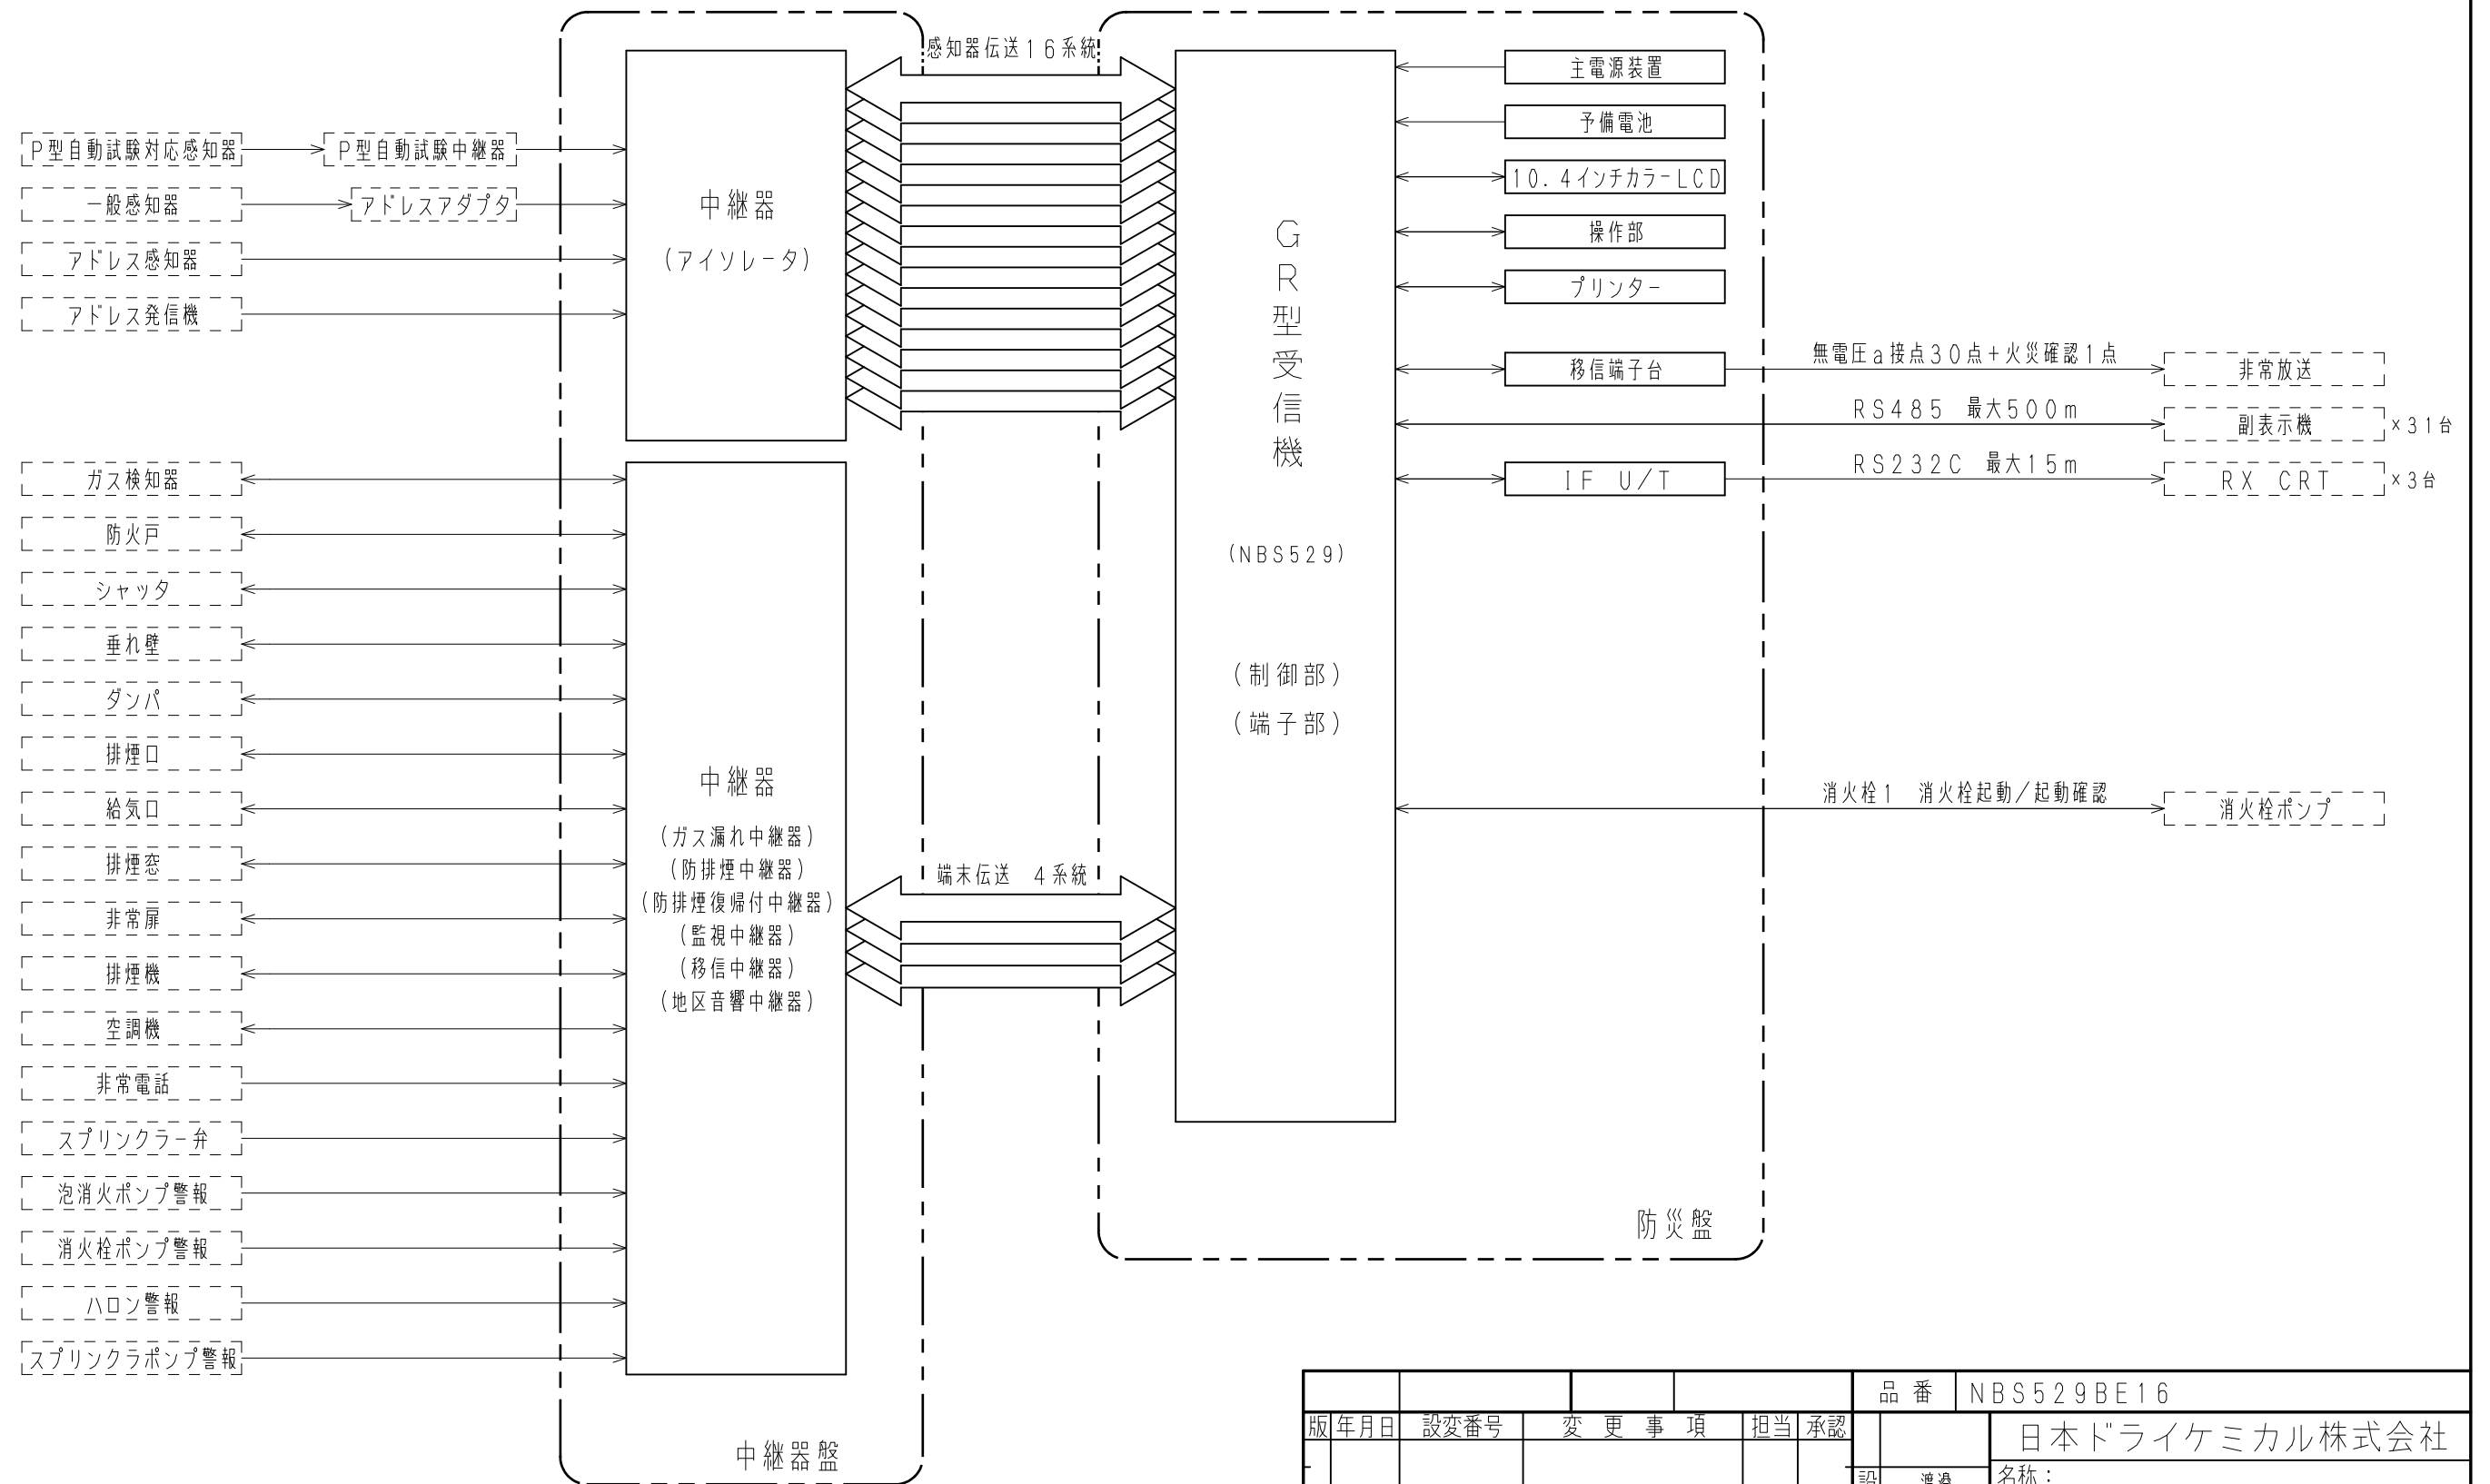 感知器伝送16系統
P型自動試験対応感知器
P型自動試験中継器
一般感知器
アドレスアダプタ
アドレス感知器
アドレス発信機
中継器
(アイソレータ)
GR型受信機
(NBS529)
(制御部)
(端子部)
主電源装置
予備電池
10.4インチカラーLCD
操作部
プリンター
移信端子台
無電圧a接点30点+火災確認1点
非常放送
RS485 最大500m
副表示機
×31台
IF U/T
RS232C 最大15m
RX CRT
×3台
ガス検知器
防火戸
シャッタ
垂れ壁
ダンパ
排煙口
給気口
排煙窓
非常扉
排煙機
空調機
非常電話
スプリンクラー弁
泡消火ポンプ警報
消火栓ポンプ警報
ハロン警報
スプリンクラポンプ警報
中継器
(ガス漏れ中継器)
(防排煙中継器)
(防排煙復帰付中継器)
(監視中継器)
(移信中継器)
(地区音響中継器)
端末伝送 4系統
消火栓1 消火栓起動/起動確認
消火栓ポンプ
防災盤
中継器盤
品番 NBS529BE16
版 年月日 設変番号 変更事項 担当 承認
日本ドライケミカル株式会社
設 渡邉
名称: